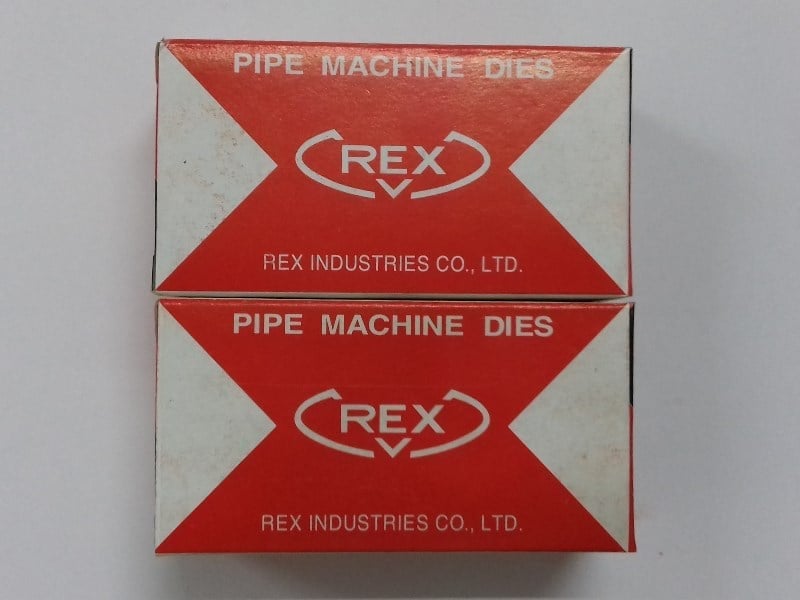 PIPE MACHINE DIES
REX
REX INDUSTRIES CO., LTD.
PIPE MACHINE DIES
REX
REX INDUSTRIES CO., LTD.